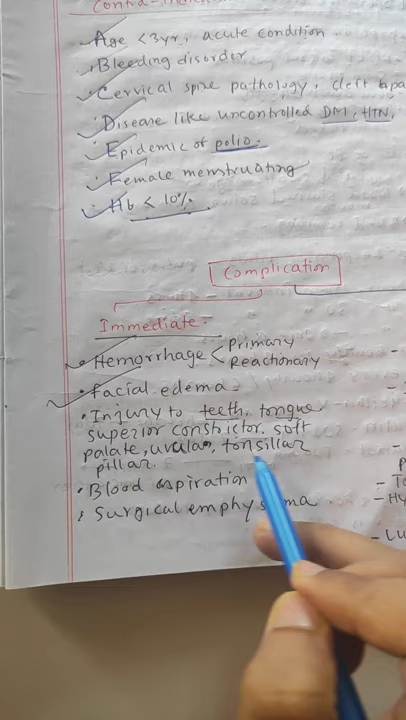 Age <3yr, acute condition
Bleeding disorder
Cervical spine pathology, cleft
Disease like uncontrolled DM, HTN,
Epidemic of polio.
Female menstruating
Hb < 10%
Complication
Immediate.
Hemorrhage < Primary
Reactionary
Facial edema
Injury to teeth, tongue
superior constrictor, soft
palate, uvula, tonsillar
pillar.
Blood aspiration
Surgical emphysema